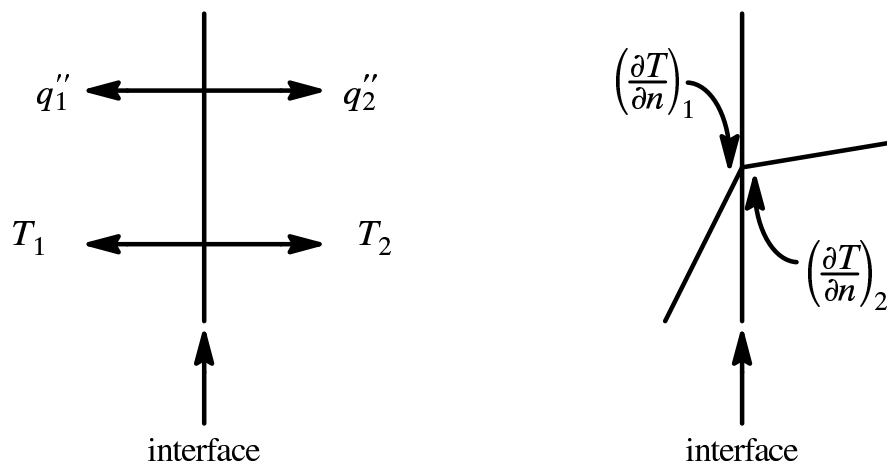 q₁′′ q₂′′
T₁ T₂
interface
(∂T/∂n)₁
(∂T/∂n)₂
interface